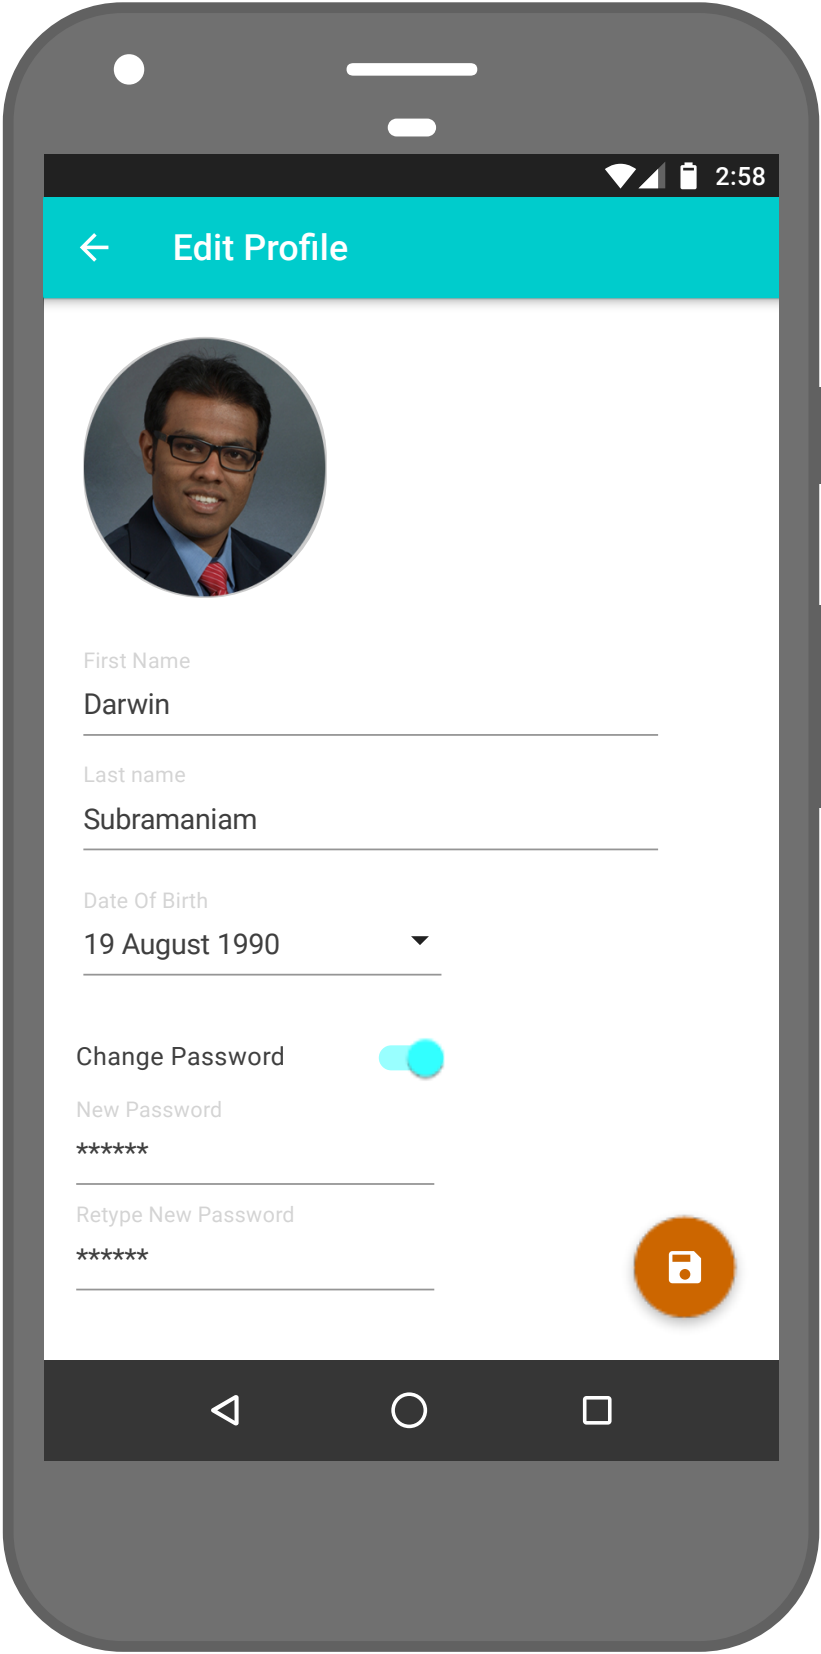 2:58
Edit Profile
First Name
Darwin
Last name
Subramaniam
Date Of Birth
19 August 1990
Change Password
New Password
******
Retype New Password
******